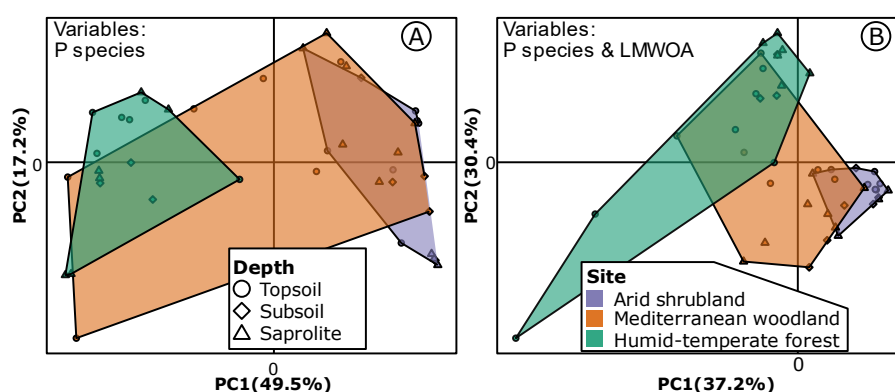 Variables:
P species
A
PC2(17.2%)
0
Depth
Topsoil
Subsoil
Saprolite
0
PC1(49.5%)
Variables:
P species & LMWOA
B
PC2(30.4%)
0
Site
Arid shrubland
Mediterranean woodland
Humid-temperate forest
0
PC1(37.2%)